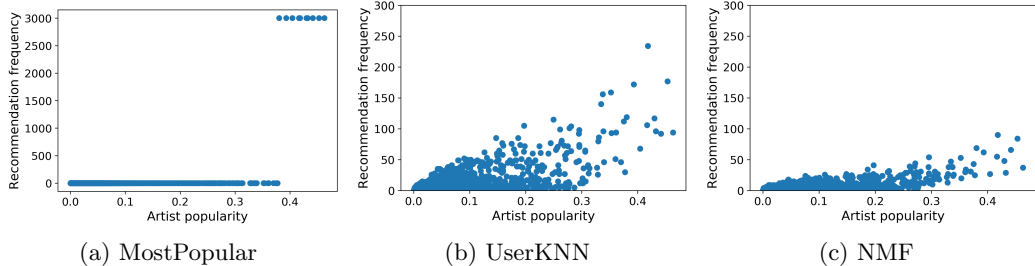 Recommendation frequency
3000
2500
2000
1500
1000
500
0
0.0 0.1 0.2 0.3 0.4
Artist popularity
(a) MostPopular
Recommendation frequency
300
250
200
150
100
50
0
0.0 0.1 0.2 0.3 0.4
Artist popularity
(b) UserKNN
Recommendation frequency
300
250
200
150
100
50
0
0.0 0.1 0.2 0.3 0.4
Artist popularity
(c) NMF